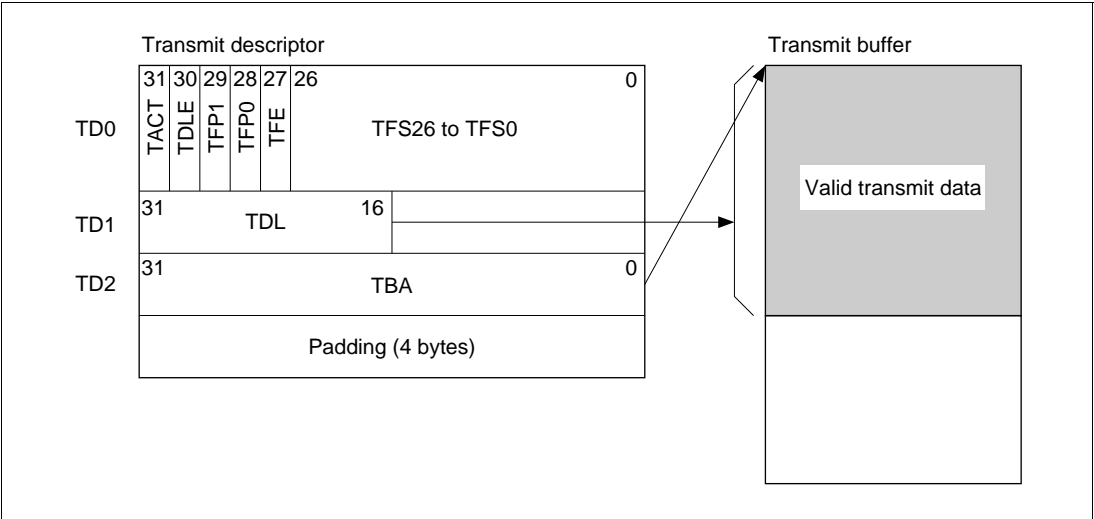 Transmit descriptor
Transmit buffer
31 30 29 28 27 26 0
TD0
TACT
TDLE
TFP1
TFP0
TFE
TFS26 to TFS0
Valid transmit data
31 16
TD1
TDL
31 0
TD2
TBA
Padding (4 bytes)